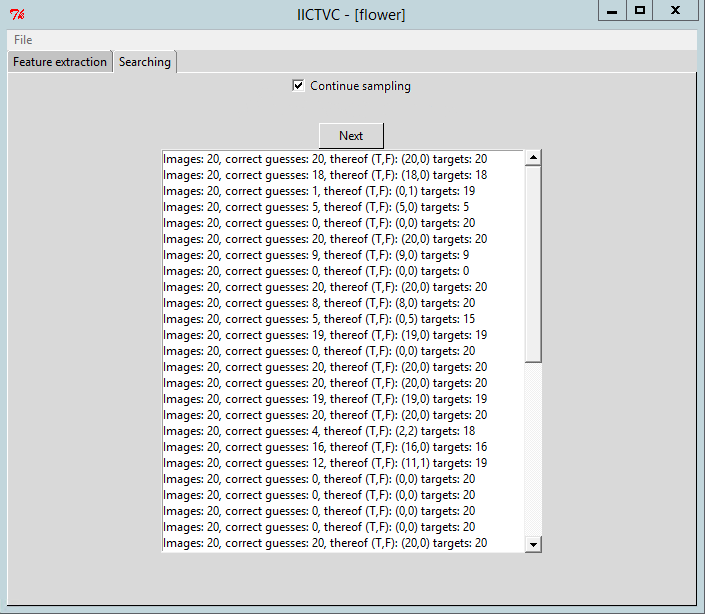 IICTVC - [flower]
File
Feature extraction Searching
Continue sampling
Next
Images: 20, correct guesses: 20, thereof (T,F): (20,0) targets: 20
Images: 20, correct guesses: 18, thereof (T,F): (18,0) targets: 18
Images: 20, correct guesses: 1, thereof (T,F): (0,1) targets: 19
Images: 20, correct guesses: 5, thereof (T,F): (5,0) targets: 5
Images: 20, correct guesses: 0, thereof (T,F): (0,0) targets: 20
Images: 20, correct guesses: 20, thereof (T,F): (20,0) targets: 20
Images: 20, correct guesses: 9, thereof (T,F): (9,0) targets: 9
Images: 20, correct guesses: 0, thereof (T,F): (0,0) targets: 0
Images: 20, correct guesses: 20, thereof (T,F): (20,0) targets: 20
Images: 20, correct guesses: 8, thereof (T,F): (8,0) targets: 20
Images: 20, correct guesses: 5, thereof (T,F): (0,5) targets: 15
Images: 20, correct guesses: 19, thereof (T,F): (19,0) targets: 19
Images: 20, correct guesses: 0, thereof (T,F): (0,0) targets: 20
Images: 20, correct guesses: 20, thereof (T,F): (20,0) targets: 20
Images: 20, correct guesses: 20, thereof (T,F): (20,0) targets: 20
Images: 20, correct guesses: 19, thereof (T,F): (19,0) targets: 19
Images: 20, correct guesses: 20, thereof (T,F): (20,0) targets: 20
Images: 20, correct guesses: 4, thereof (T,F): (2,2) targets: 18
Images: 20, correct guesses: 16, thereof (T,F): (16,0) targets: 16
Images: 20, correct guesses: 12, thereof (T,F): (11,1) targets: 19
Images: 20, correct guesses: 0, thereof (T,F): (0,0) targets: 20
Images: 20, correct guesses: 0, thereof (T,F): (0,0) targets: 20
Images: 20, correct guesses: 0, thereof (T,F): (0,0) targets: 20
Images: 20, correct guesses: 0, thereof (T,F): (0,0) targets: 20
Images: 20, correct guesses: 20, thereof (T,F): (20,0) targets: 20